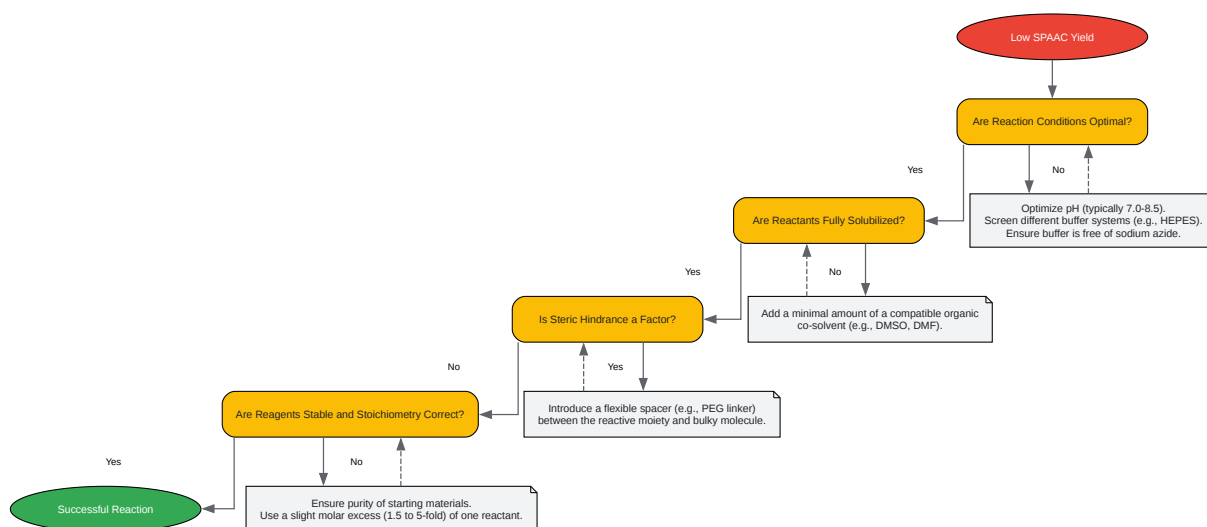 Low SPAAC Yield
Are Reaction Conditions Optimal?
Yes
No
Optimize pH (typically 7.0-8.5).
Screen different buffer systems (e.g., HEPES).
Ensure buffer is free of sodium azide.
Are Reactants Fully Solubilized?
Yes
No
Add a minimal amount of a compatible organic
co-solvent (e.g., DMSO, DMF).
Is Steric Hindrance a Factor?
No
Yes
Introduce a flexible spacer (e.g., PEG linker)
between the reactive moiety and bulky molecule.
Are Reagents Stable and Stoichiometry Correct?
Yes
No
Ensure purity of starting materials.
Use a slight molar excess (1.5 to 5-fold) of one reactant.
Successful Reaction